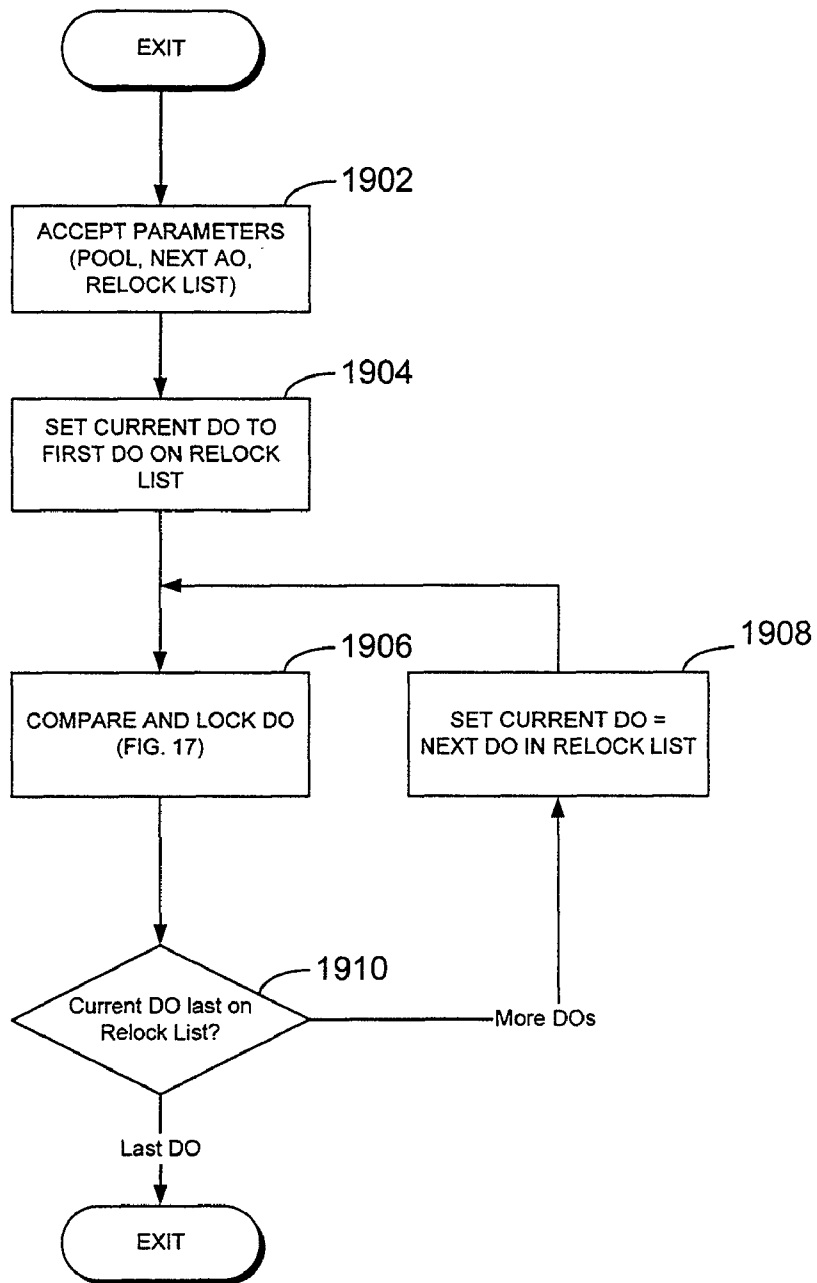 EXIT
1902
ACCEPT PARAMETERS
(POOL, NEXT AO,
RELOCK LIST)
1904
SET CURRENT DO TO
FIRST DO ON RELOCK
LIST
1906
COMPARE AND LOCK DO
(FIG. 17)
1908
SET CURRENT DO =
NEXT DO IN RELOCK LIST
1910
Current DO last on
Relock List?
More DOs
Last DO
EXIT